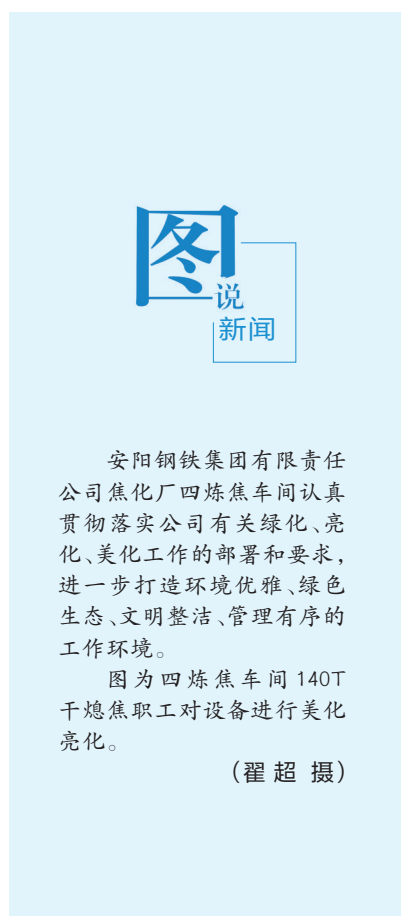 图
说
新闻
安阳钢铁集团有限责任
公司焦化厂四炼焦车间认真
贯彻落实公司有关绿化、亮
化、美化工作的部署和要求，
进一步打造环境优雅、绿色
生态、文明整洁、管理有序的
工作环境。
图为四炼焦车间140T
干熄焦职工对设备进行美化
亮化。
（翟 超 摄）